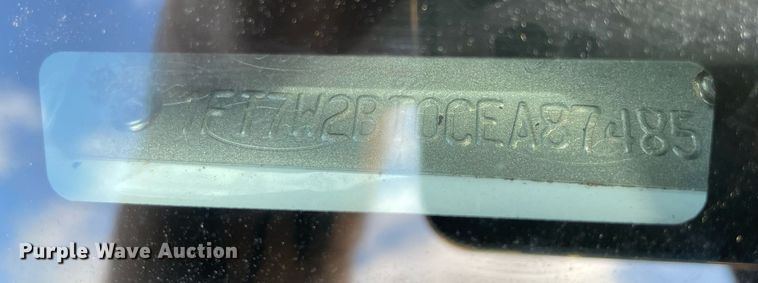 1FT7W2BT0CEA87485
Purple Wave Auction